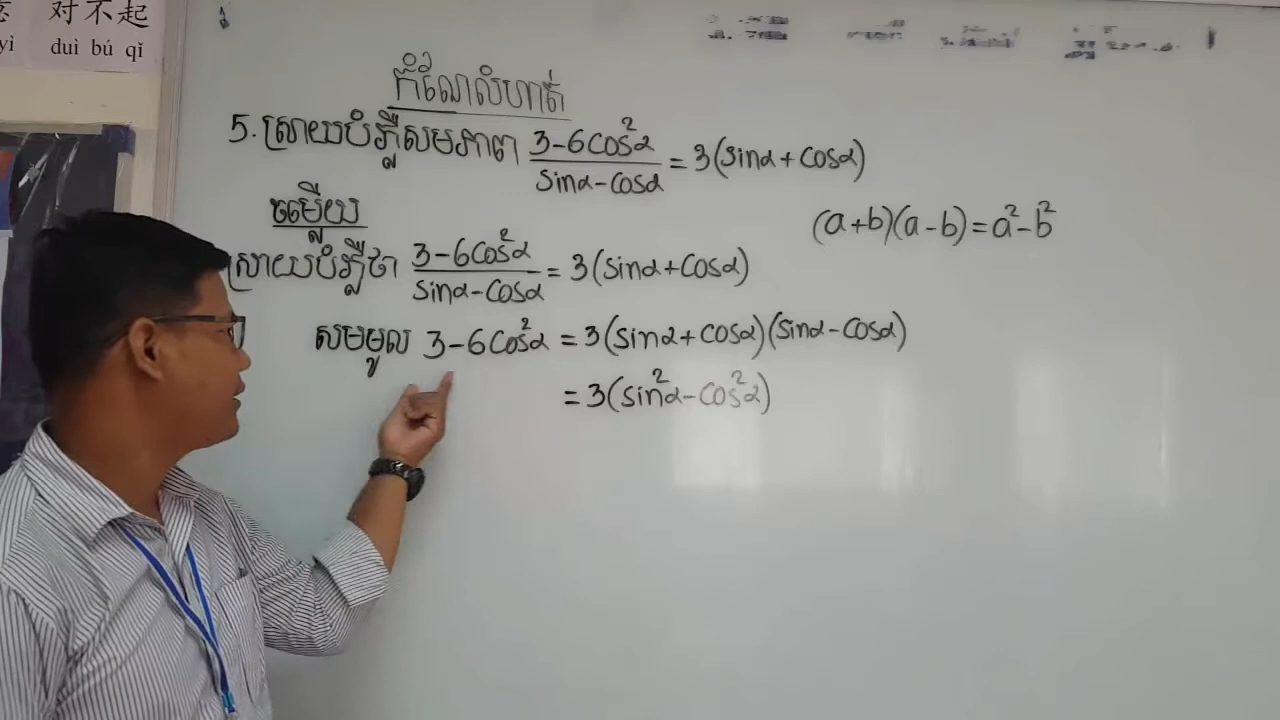 对不起
yì duì bú qǐ
កំណែលំហាត់
5. ស្រាយបំភ្លឺសមភាព (3-6cos²α)/(sinα-cosα) = 3(sinα+cosα)
ចម្លើយ
(a+b)(a-b)=a²-b²
ស្រាយបំភ្លឺថា (3-6cos²α)/(sinα-cosα) = 3(sinα+cosα)
សមមូល 3-6cos²α = 3(sinα+cosα)(sinα-cosα)
= 3(sin²α-cos²α)